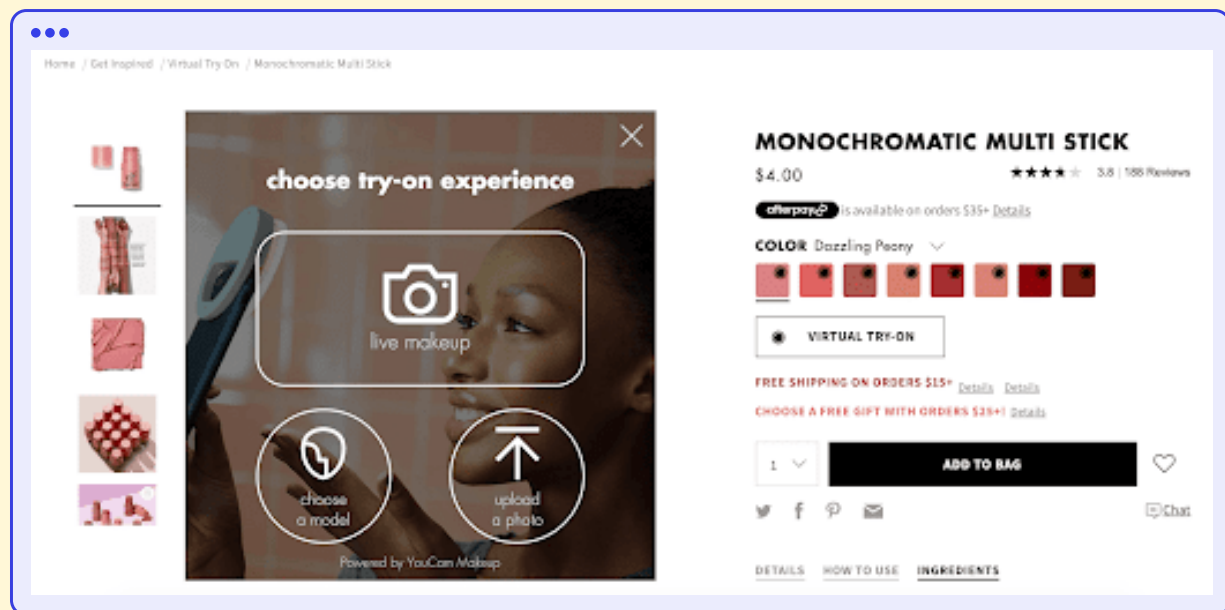 Home / Get Inspired / Virtual Try On / Monochromatic Multi Stick
choose try-on experience
live makeup
choose
a model
upload
a photo
Powered by YouCam Makeup
MONOCHROMATIC MULTI STICK
$4.00
3.8 | 188 Reviews
afterpay is available on orders $35+ Details
COLOR Dazzling Peony
VIRTUAL TRY-ON
FREE SHIPPING ON ORDERS $15+ Details Details
CHOOSE A FREE GIFT WITH ORDERS $25+! Details
1
ADD TO BAG
Chat
DETAILS HOW TO USE INGREDIENTS